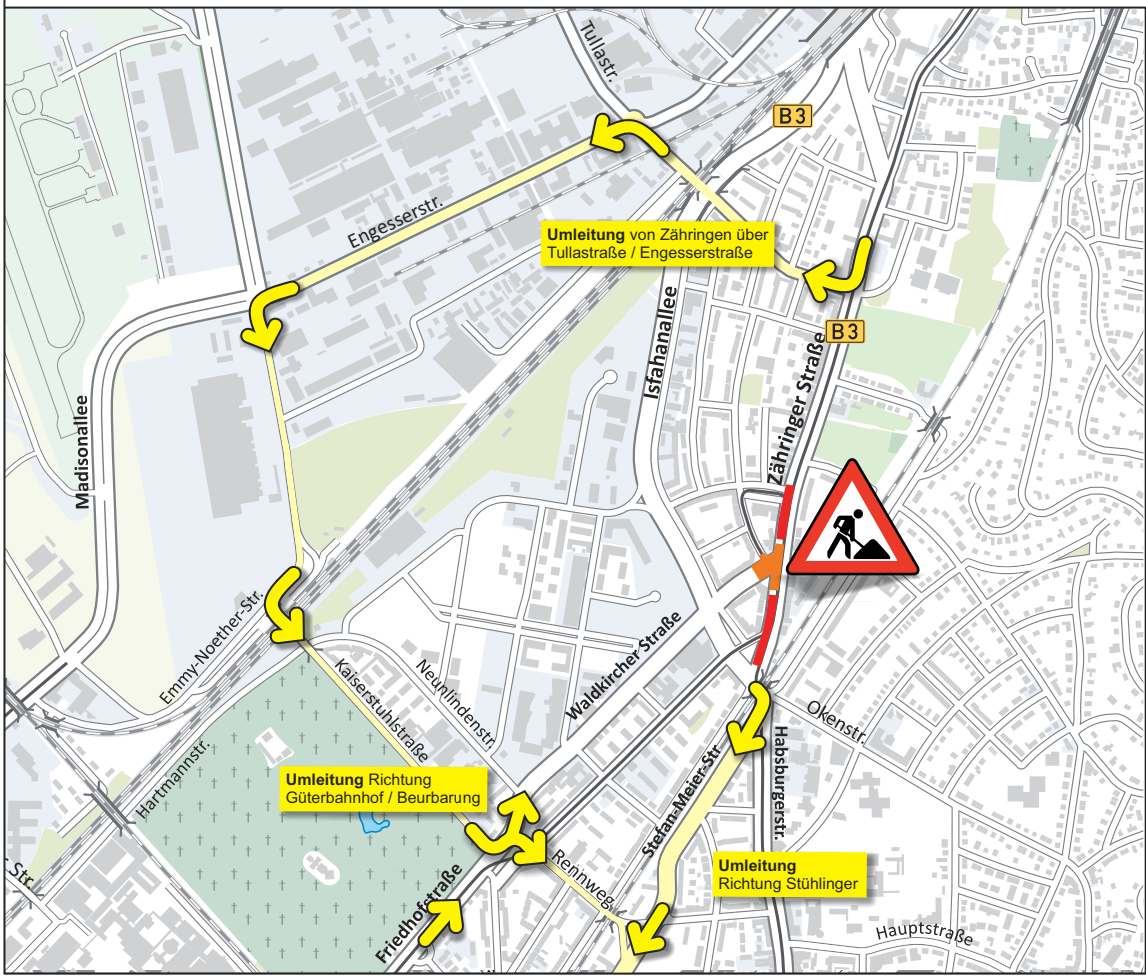 Tullastr.
B3
Engesserstr.
Umleitung von Zähringen über
Tullastraße / Engesserstraße
Isfahanallee
B3
Zähringer Straße
Madisonallee
Emmy-Noether-Str.
Kaiserstuhlstraße
Neunlindenstr.
Waldkircher Straße
Okenstr.
Hartmannstr.
Habsburgerstr.
Stefan-Meier-Str
Umleitung Richtung
Güterbahnhof / Beurbarung
Rennweg
Umleitung
Richtung Stühlinger
Str.
Friedhofstraße
Hauptstraße